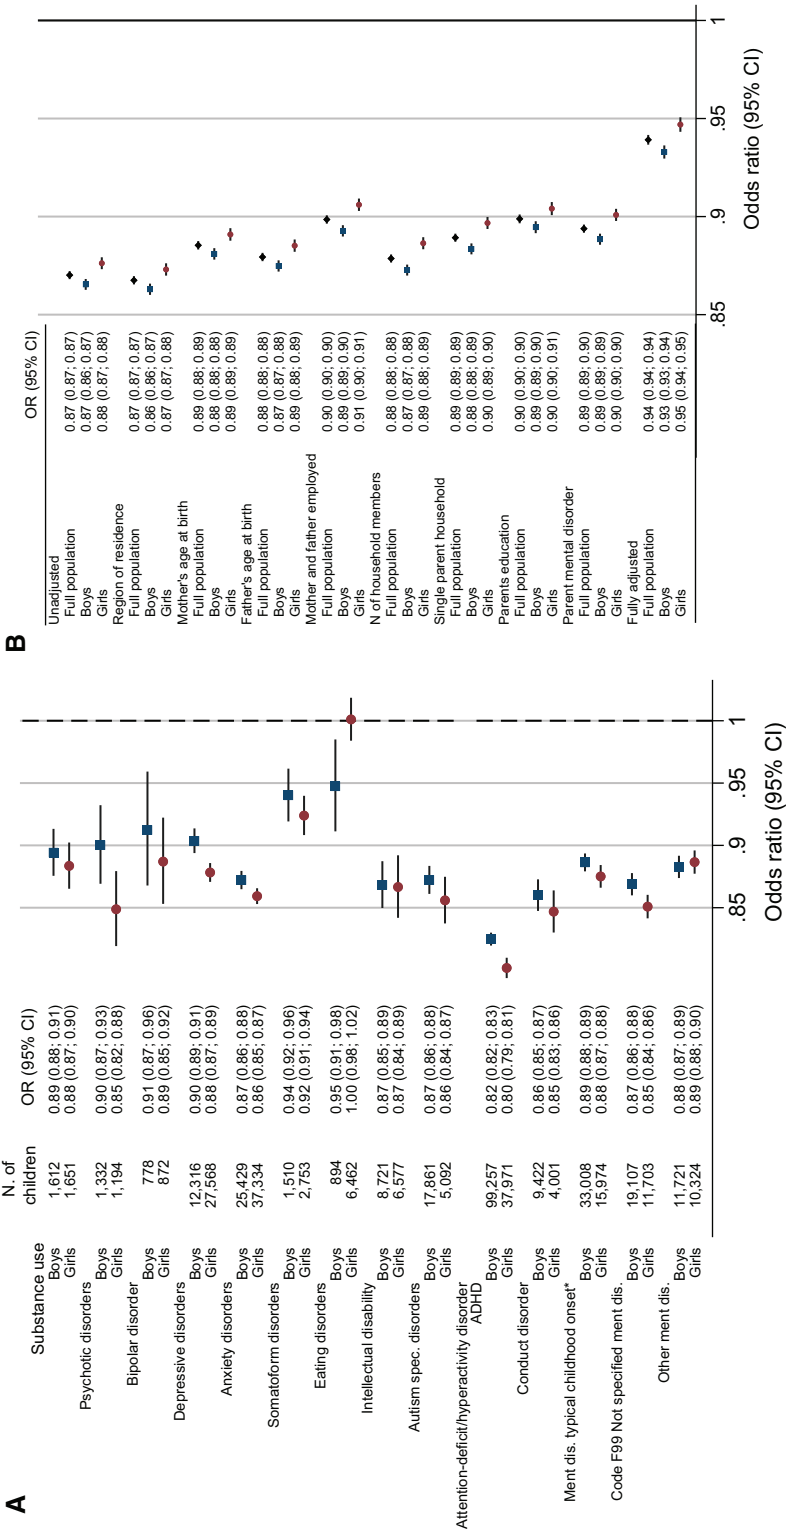 A
N. of
children
OR (95% CI)
Substance use
Boys 1,612 0.89 (0.88; 0.91)
Girls 1,651 0.88 (0.87; 0.90)
Psychotic disorders
Boys 1,332 0.90 (0.87; 0.93)
Girls 1,194 0.85 (0.82; 0.88)
Bipolar disorder
Boys 778 0.91 (0.87; 0.96)
Girls 872 0.89 (0.85; 0.92)
Depressive disorders
Boys 12,316 0.90 (0.89; 0.91)
Girls 27,568 0.88 (0.87; 0.89)
Anxiety disorders
Boys 25,429 0.87 (0.86; 0.88)
Girls 37,334 0.86 (0.85; 0.87)
Somatoform disorders
Boys 1,510 0.94 (0.92; 0.96)
Girls 2,753 0.92 (0.91; 0.94)
Eating disorders
Boys 894 0.95 (0.91; 0.98)
Girls 6,462 1.00 (0.98; 1.02)
Intellectual disability
Boys 8,721 0.87 (0.85; 0.89)
Girls 6,577 0.87 (0.84; 0.89)
Autism spec. disorders
Boys 17,861 0.87 (0.86; 0.88)
Girls 5,092 0.86 (0.84; 0.87)
Attention-deficit/hyperactivity disorder
ADHD
Boys 99,257 0.82 (0.82; 0.83)
Girls 37,971 0.80 (0.79; 0.81)
Conduct disorder
Boys 9,422 0.86 (0.85; 0.87)
Girls 4,001 0.85 (0.83; 0.86)
Ment dis. typical childhood onset*
Boys 33,008 0.89 (0.88; 0.89)
Girls 15,974 0.88 (0.87; 0.88)
Code F99 Not specified ment dis.
Boys 19,107 0.87 (0.86; 0.88)
Girls 11,703 0.85 (0.84; 0.86)
Other ment dis.
Boys 11,721 0.88 (0.87; 0.89)
Girls 10,324 0.89 (0.88; 0.90)
.85 .9 .95 1
Odds ratio (95% CI)
B
OR (95% CI)
Unadjusted
Full population 0.87 (0.87; 0.87)
Boys 0.87 (0.86; 0.87)
Girls 0.88 (0.87; 0.88)
Region of residence
Full population 0.87 (0.87; 0.87)
Boys 0.86 (0.86; 0.87)
Girls 0.87 (0.87; 0.88)
Mother's age at birth
Full population 0.89 (0.88; 0.89)
Boys 0.88 (0.88; 0.88)
Girls 0.89 (0.89; 0.89)
Father's age at birth
Full population 0.88 (0.88; 0.88)
Boys 0.87 (0.87; 0.88)
Girls 0.89 (0.88; 0.89)
Mother and father employed
Full population 0.90 (0.90; 0.90)
Boys 0.89 (0.89; 0.90)
Girls 0.91 (0.90; 0.91)
N of household members
Full population 0.88 (0.88; 0.88)
Boys 0.87 (0.87; 0.88)
Girls 0.89 (0.88; 0.89)
Single parent household
Full population 0.89 (0.89; 0.89)
Boys 0.88 (0.88; 0.89)
Girls 0.90 (0.89; 0.90)
Parents education
Full population 0.90 (0.90; 0.90)
Boys 0.89 (0.89; 0.90)
Girls 0.90 (0.90; 0.91)
Parent mental disorder
Full population 0.89 (0.89; 0.90)
Boys 0.89 (0.89; 0.89)
Girls 0.90 (0.90; 0.90)
Fully adjusted
Full population 0.94 (0.94; 0.94)
Boys 0.93 (0.93; 0.94)
Girls 0.95 (0.94; 0.95)
.85 .9 .95 1
Odds ratio (95% CI)